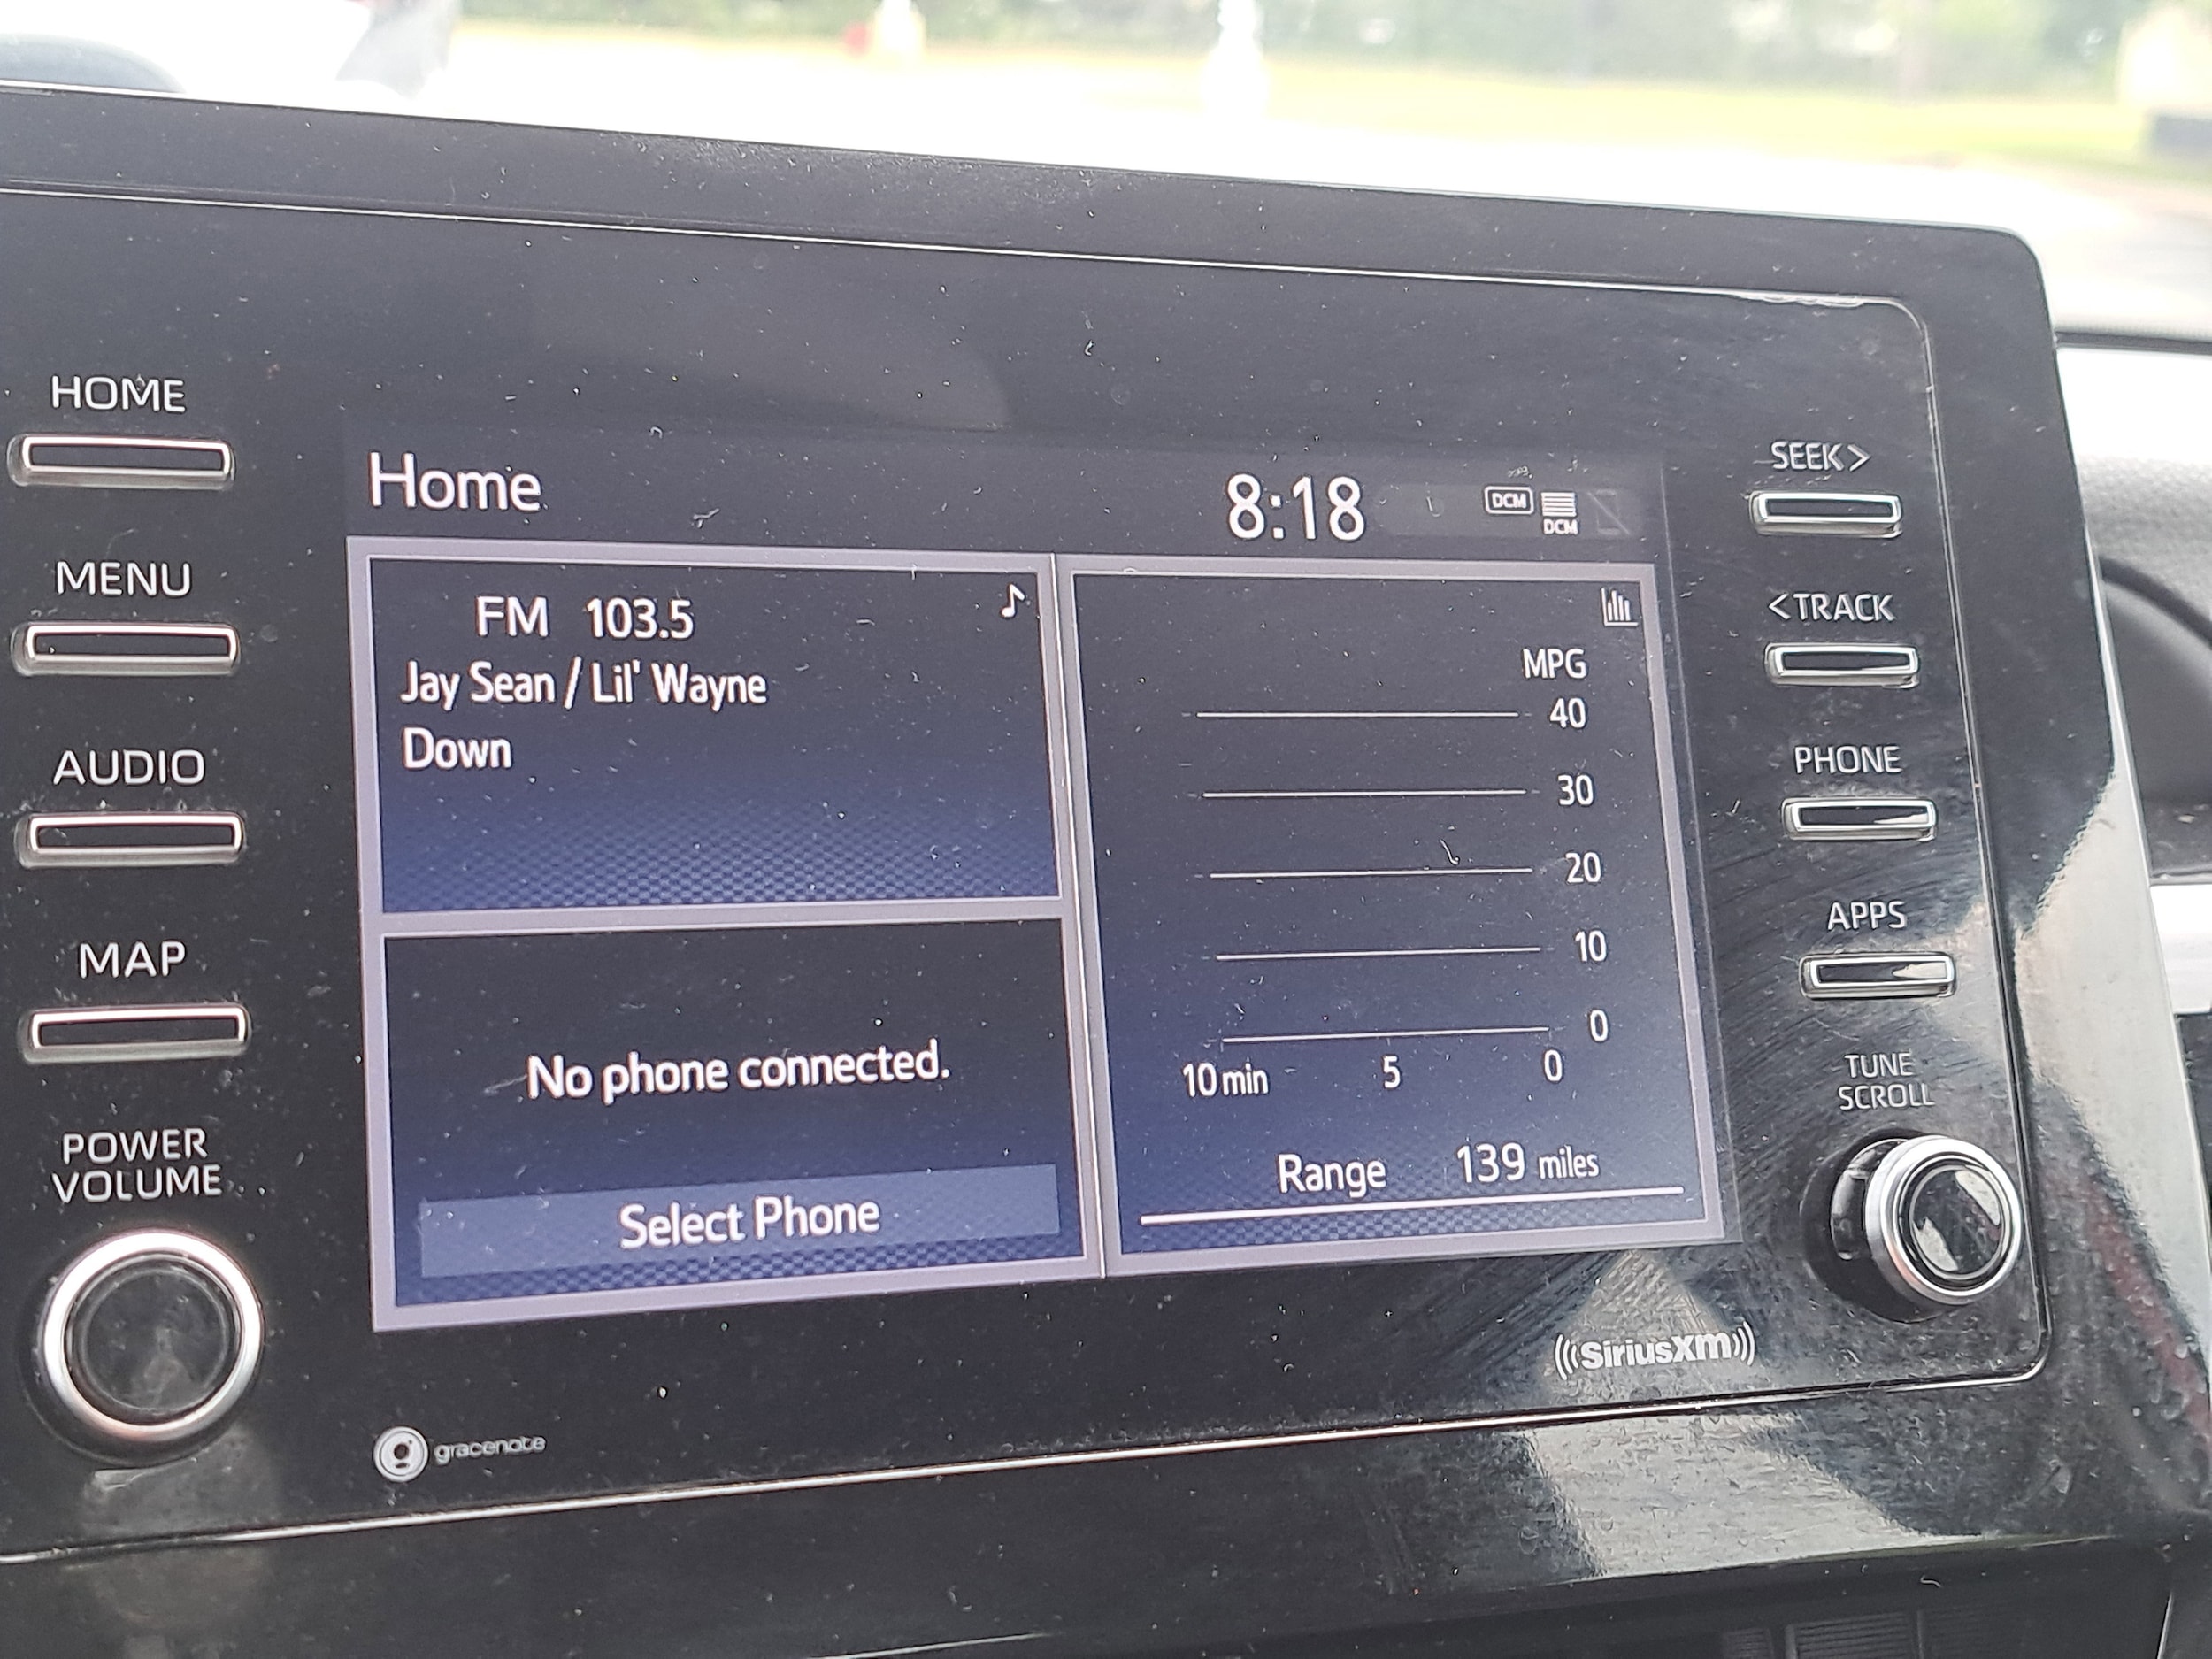 HOME
MENU
AUDIO
MAP
POWER
VOLUME
Home
8:18
DCM
DCM
FM 103.5
Jay Sean / Lil' Wayne
Down
No phone connected.
Select Phone
MPG
40
30
20
10
0
10 min 5 0
Range 139 miles
SEEK >
< TRACK
PHONE
APPS
TUNE
SCROLL
((SiriusXM))
gracenote